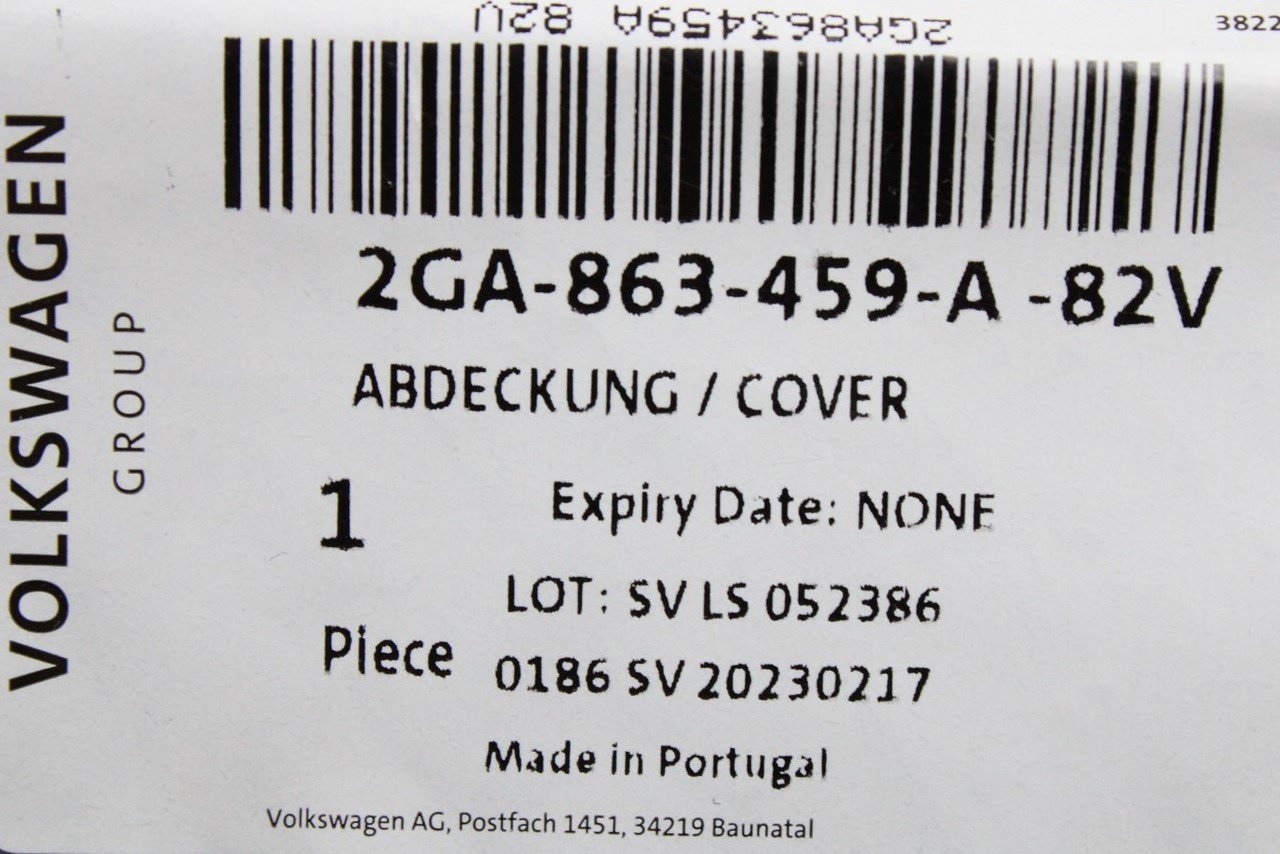 2GA863459A 82V
3822
VOLKSWAGEN
GROUP
2GA-863-459-A -82V
ABDECKUNG / COVER
1
Expiry Date: NONE
LOT: SV LS 052386
Piece
0186 SV 20230217
Made in Portugal
Volkswagen AG, Postfach 1451, 34219 Baunatal